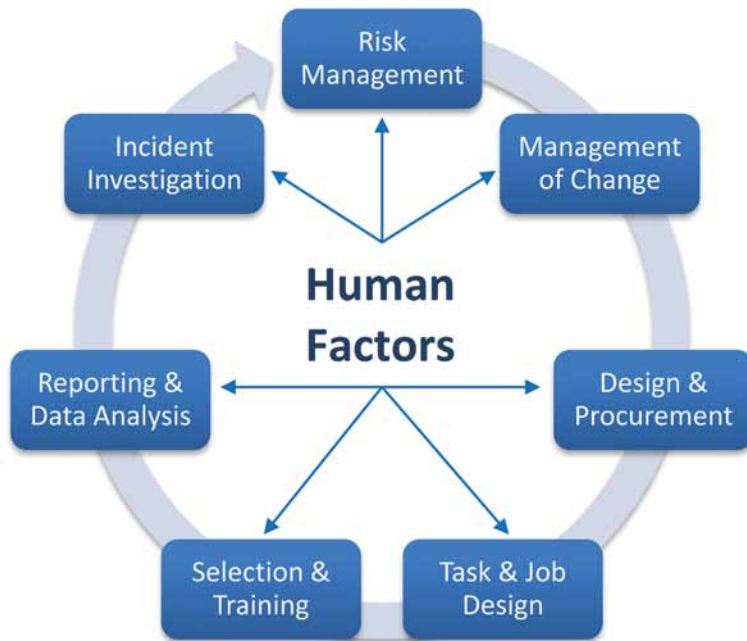 Risk
Management
Management
of Change
Design &
Procurement
Task & Job
Design
Selection &
Training
Reporting &
Data Analysis
Incident
Investigation
Human
Factors